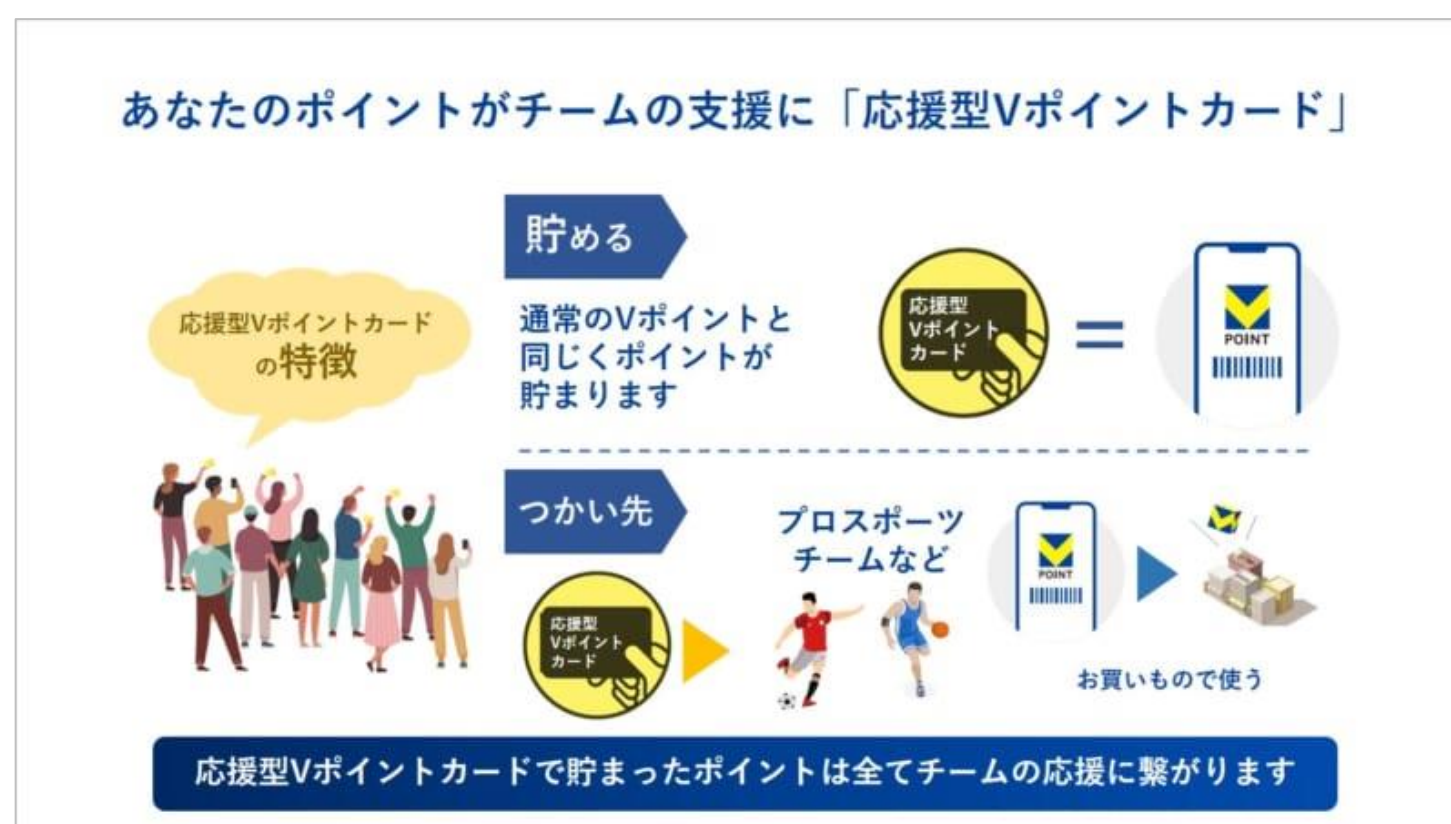 あなたのポイントがチームの支援に「応援型Vポイントカード」
応援型Vポイントカード
の特徴
貯める
通常のVポイントと
同じくポイントが
貯まります
応援型
Vポイント
カード
=
POINT
つかい先
応援型
Vポイント
カード
プロスポーツ
チームなど
POINT
お買いもので使う
応援型Vポイントカードで貯まったポイントは全てチームの応援に繋がります